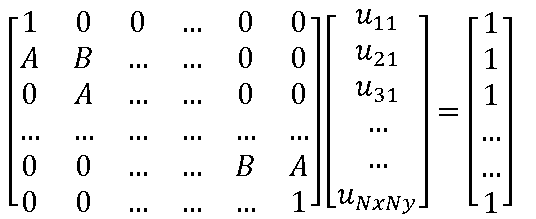 1 0 0 ... 0 0 u11 1
A B ... ... 0 0 u21 1
0 A ... ... 0 0 u31 = 1
... ... ... ... ... ... ... ...
0 0 ... ... B A ... ...
0 0 ... ... ... 1 uNxNy 1